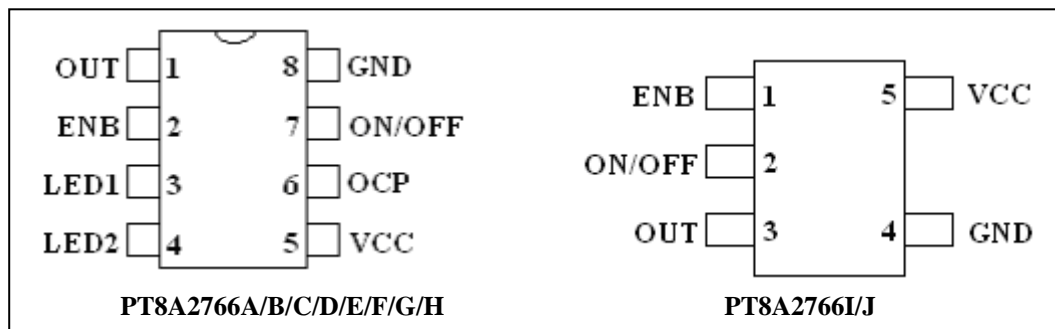 OUT 1 8 GND
ENB 2 7 ON/OFF
LED1 3 6 OCP
LED2 4 5 VCC
PT8A2766A/B/C/D/E/F/G/H
ENB 1 5 VCC
ON/OFF 2
OUT 3 4 GND
PT8A2766I/J